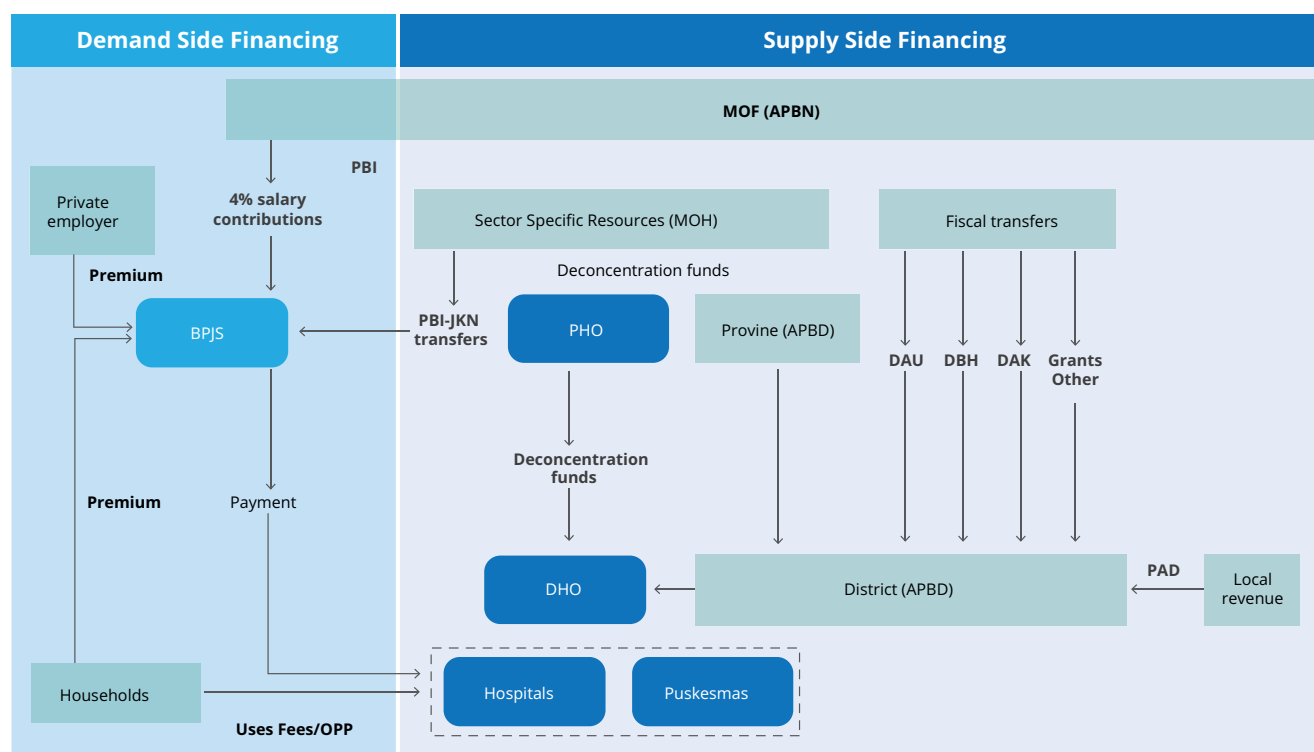 Demand Side Financing
Supply Side Financing
MOF (APBN)
PBI
Private
employer
4% salary
contributions
Sector Specific Resources (MOH)
Fiscal transfers
Premium
Deconcentration funds
BPJS
PBI-JKN
transfers
PHO
Provine (APBD)
DAU
DBH
DAK
Grants
Other
Deconcentration
funds
Premium
Payment
DHO
District (APBD)
PAD
Local
revenue
Households
Hospitals
Puskesmas
Uses Fees/OPP